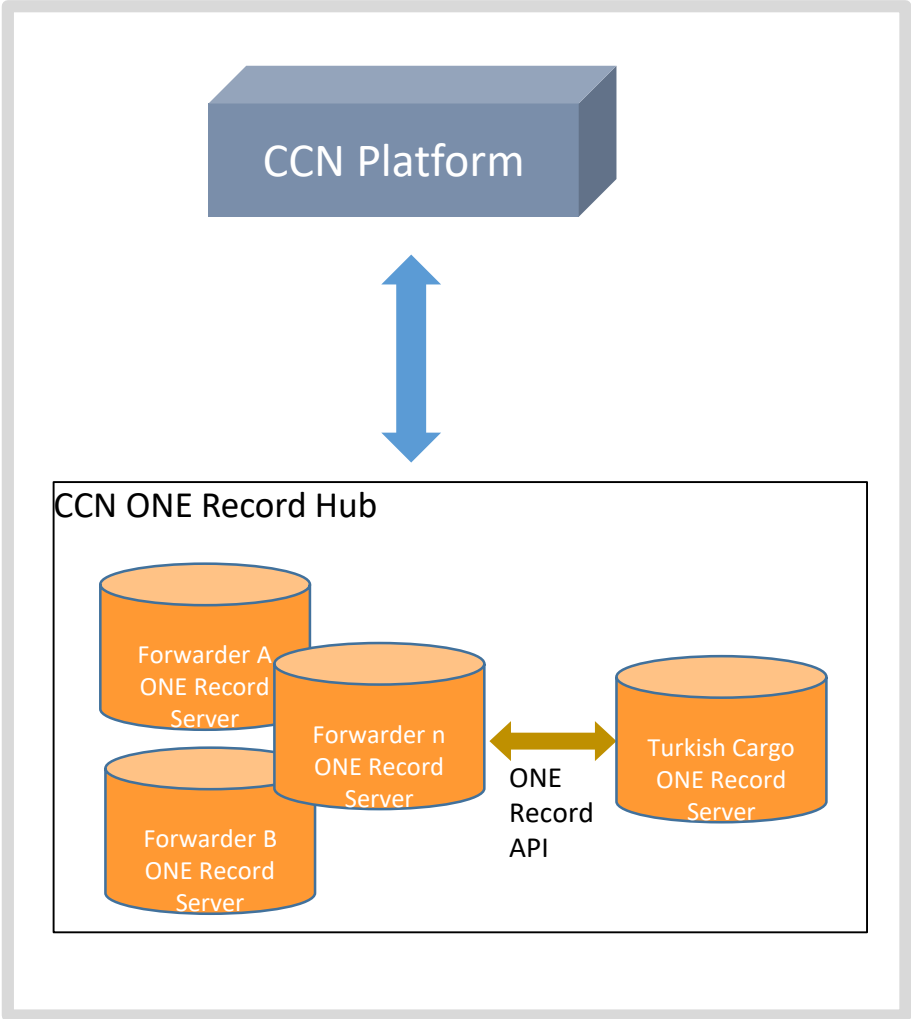 CCN Platform
CCN ONE Record Hub
Forwarder A
ONE Record
Server
Forwarder n
ONE Record
Server
Forwarder B
ONE Record
Server
ONE
Record
API
Turkish Cargo
ONE Record
Server